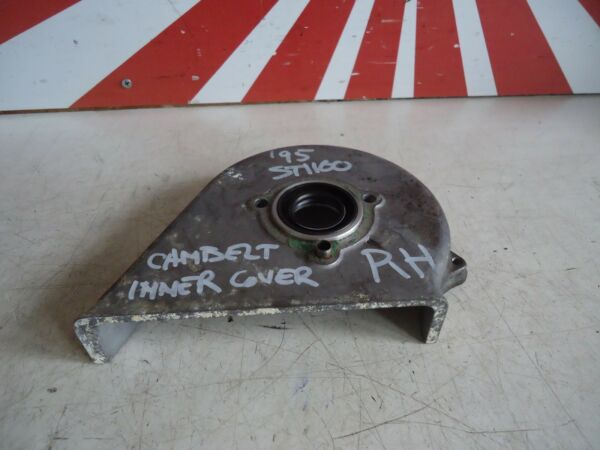 '95
ST1100
CAMBELT
INNER COVER
RH